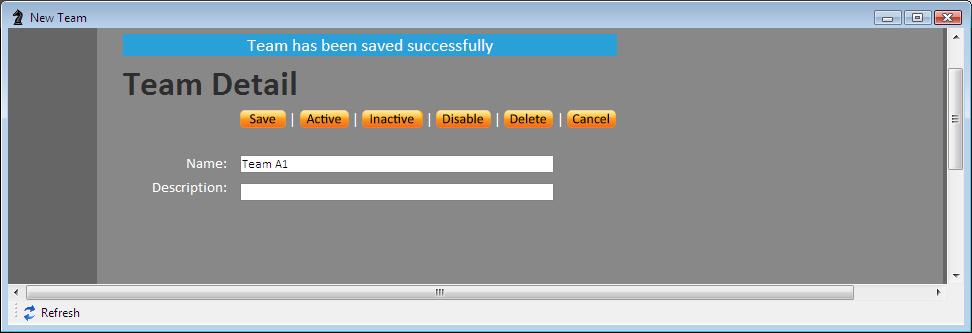 New Team
Team has been saved successfully
Team Detail
Save | Active | Inactive | Disable | Delete | Cancel
Name: Team A1
Description:
Refresh